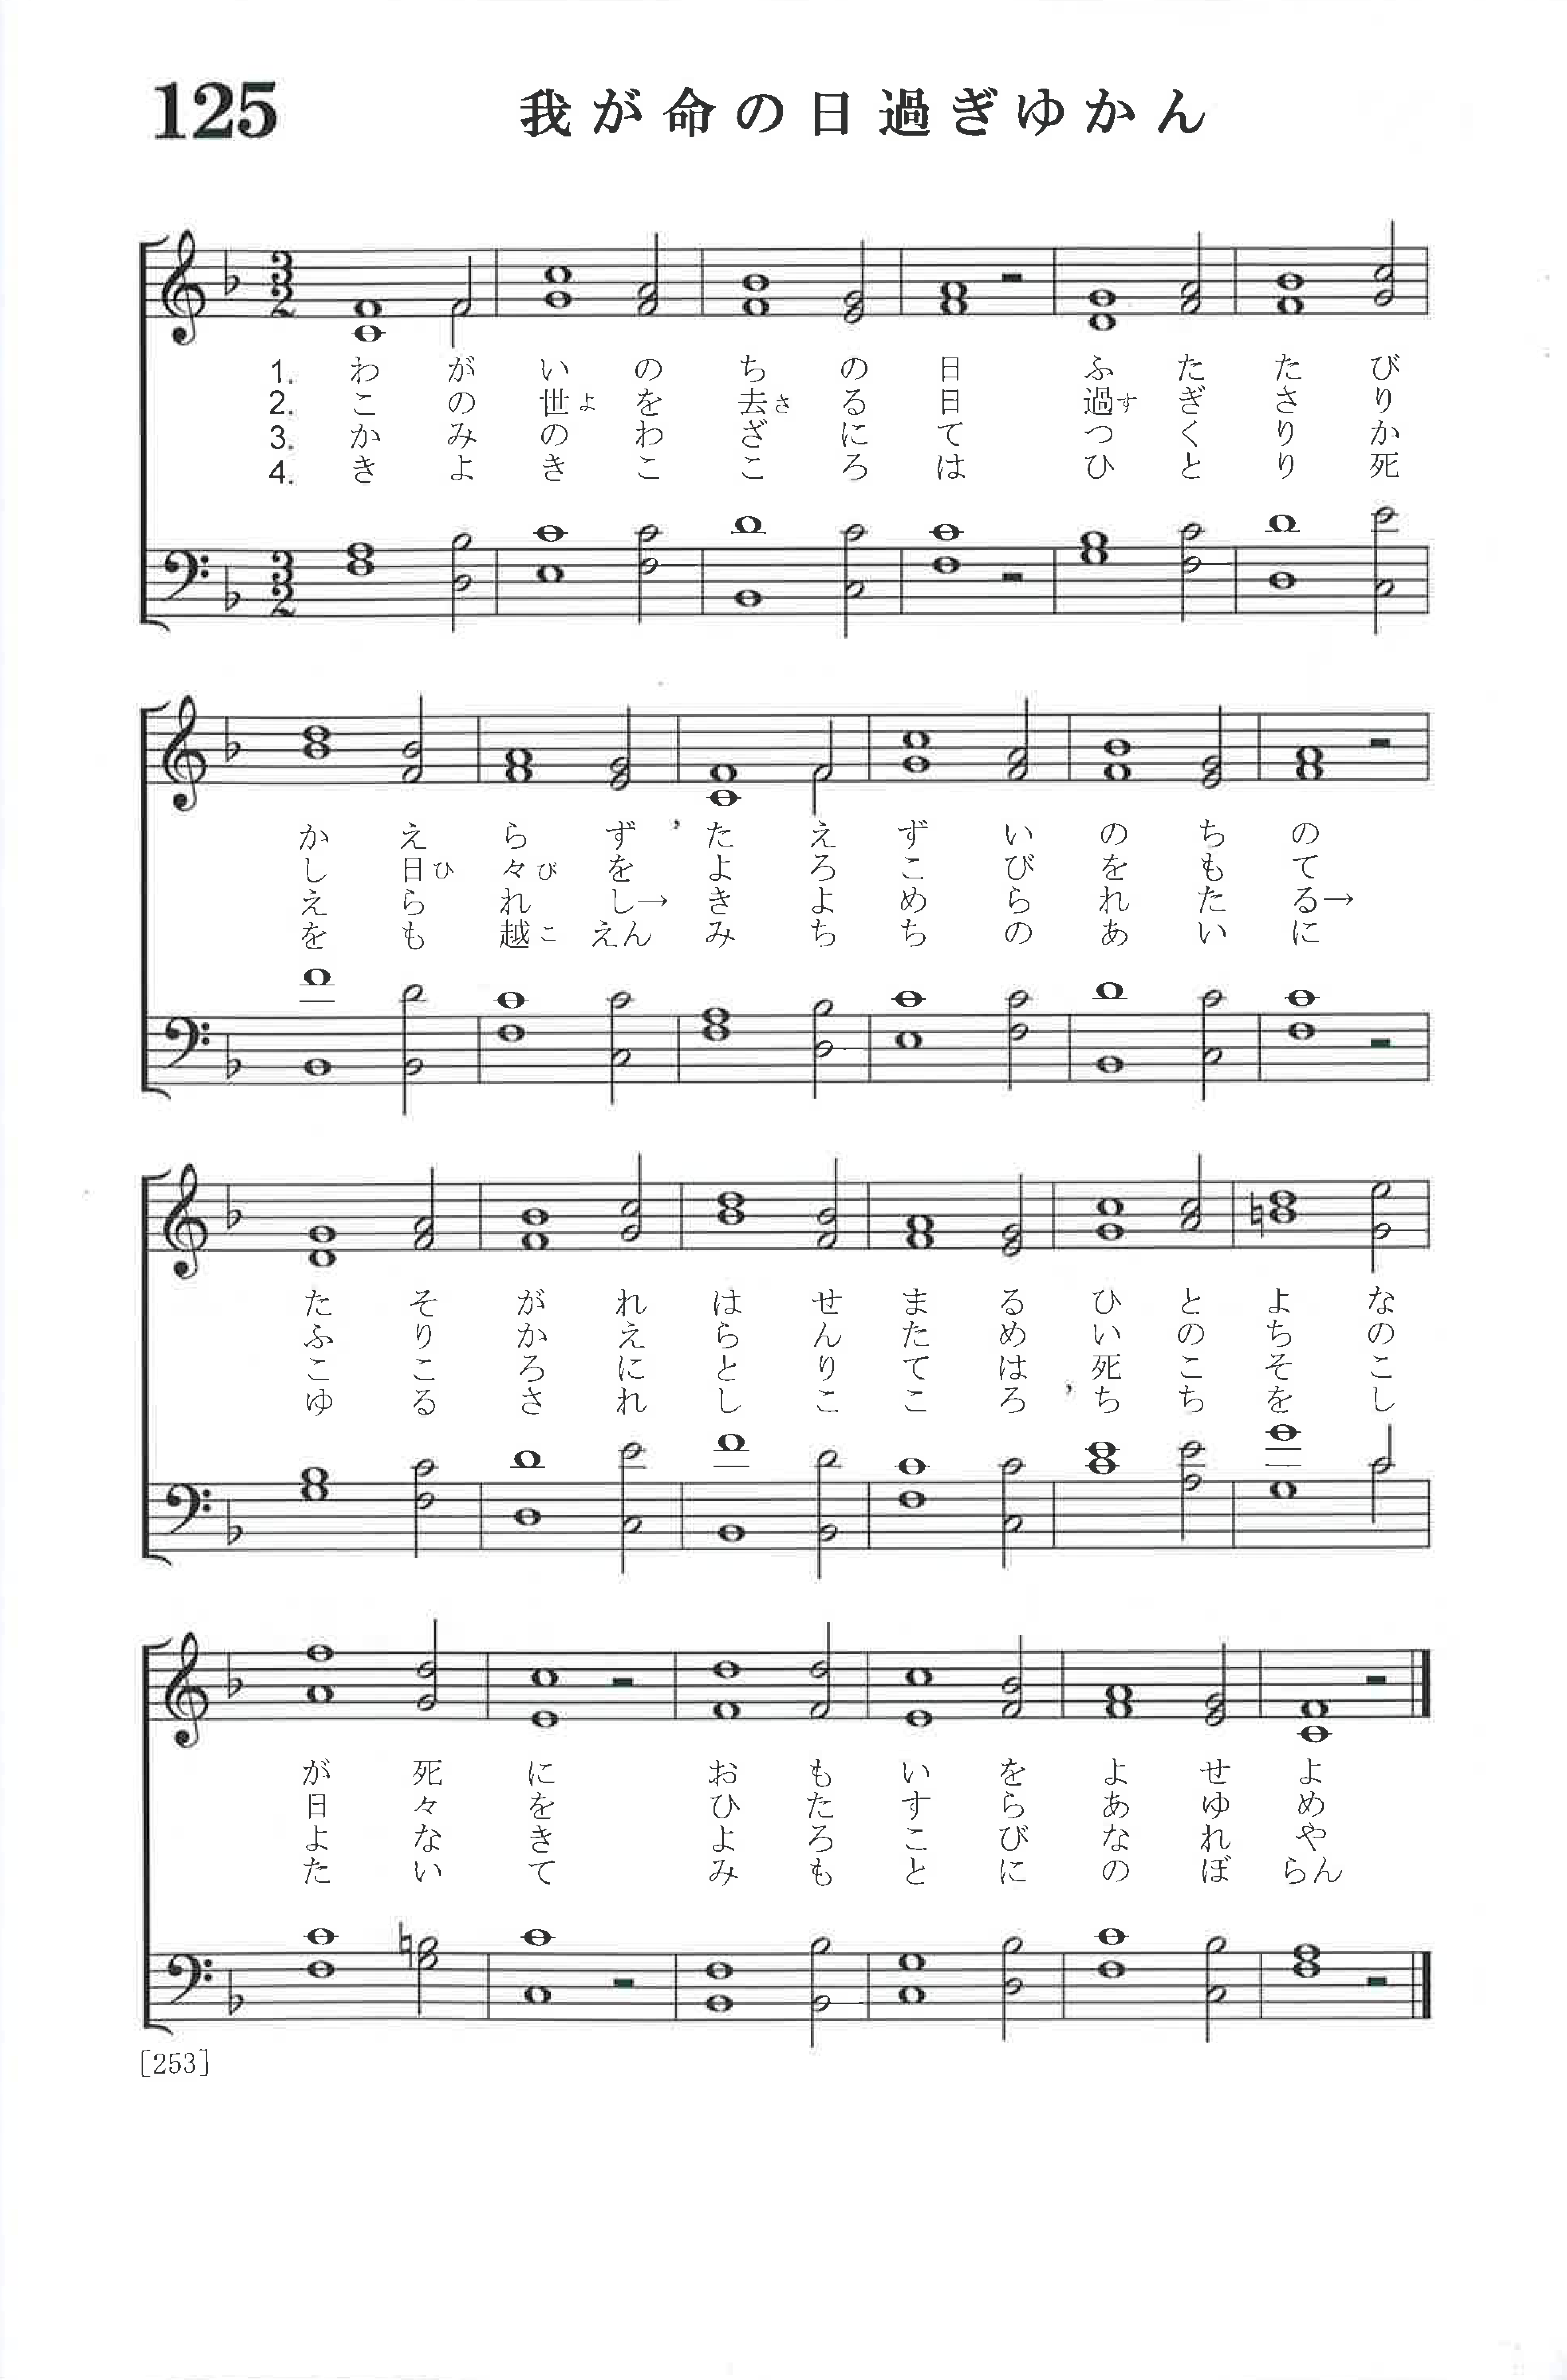 125
我が命の日過ぎゆかん
1. わがいのちの日ふたたび
2. この世よを去さる日過すぎさり
3. かみのわざにてつくりか
4. きよきこころはひとり死
かえらず,たえずいのちの
し日ひ々びをよろこびをもて
えられし→きよめられたる→
をも越こえんみちちのあいに
たそがれはせまるひとよな
ふりかえらんためいのちの
こころにとりては死こそこ
ゆるされしこころ,ちちをし
が死におもいをよせよ
日々をひたすらあゆめ
よなきよろこびなれや
たいてみもとにのぼらん
[253]